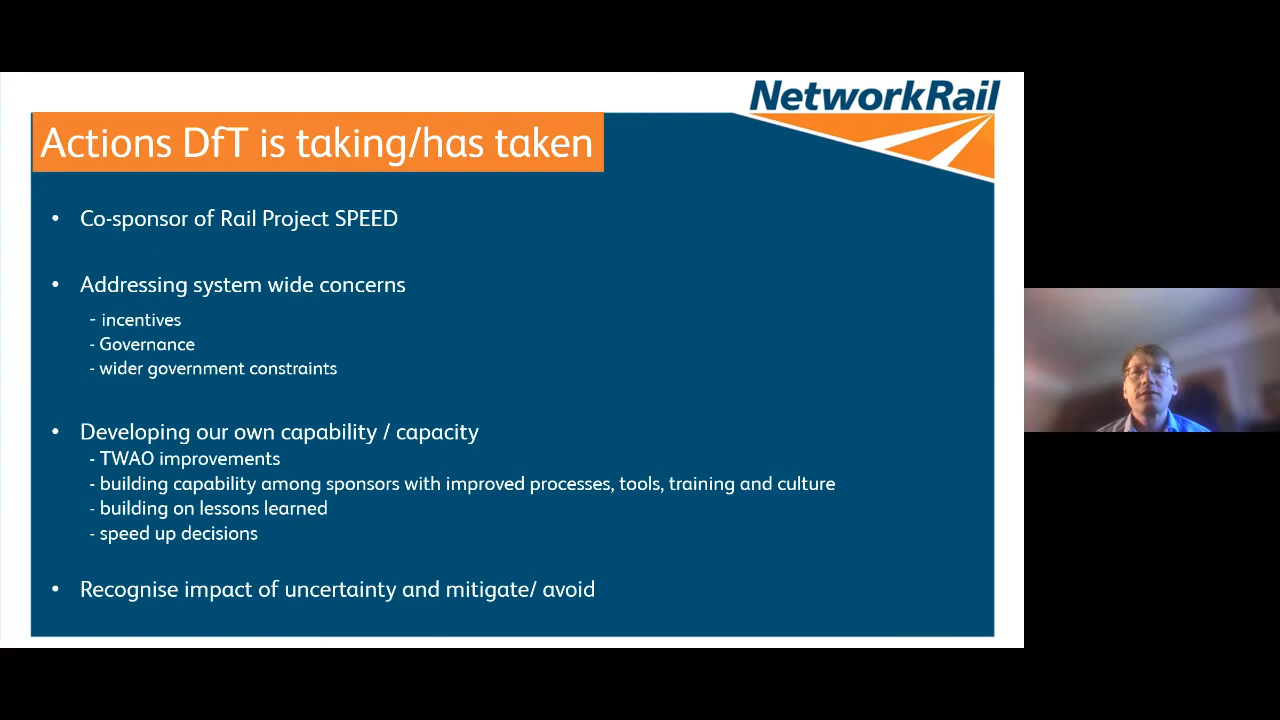 NetworkRail
Actions DfT is taking/has taken
• Co-sponsor of Rail Project SPEED
• Addressing system wide concerns
- incentives
- Governance
- wider government constraints
• Developing our own capability / capacity
- TWAO improvements
- building capability among sponsors with improved processes, tools, training and culture
- building on lessons learned
- speed up decisions
• Recognise impact of uncertainty and mitigate/ avoid